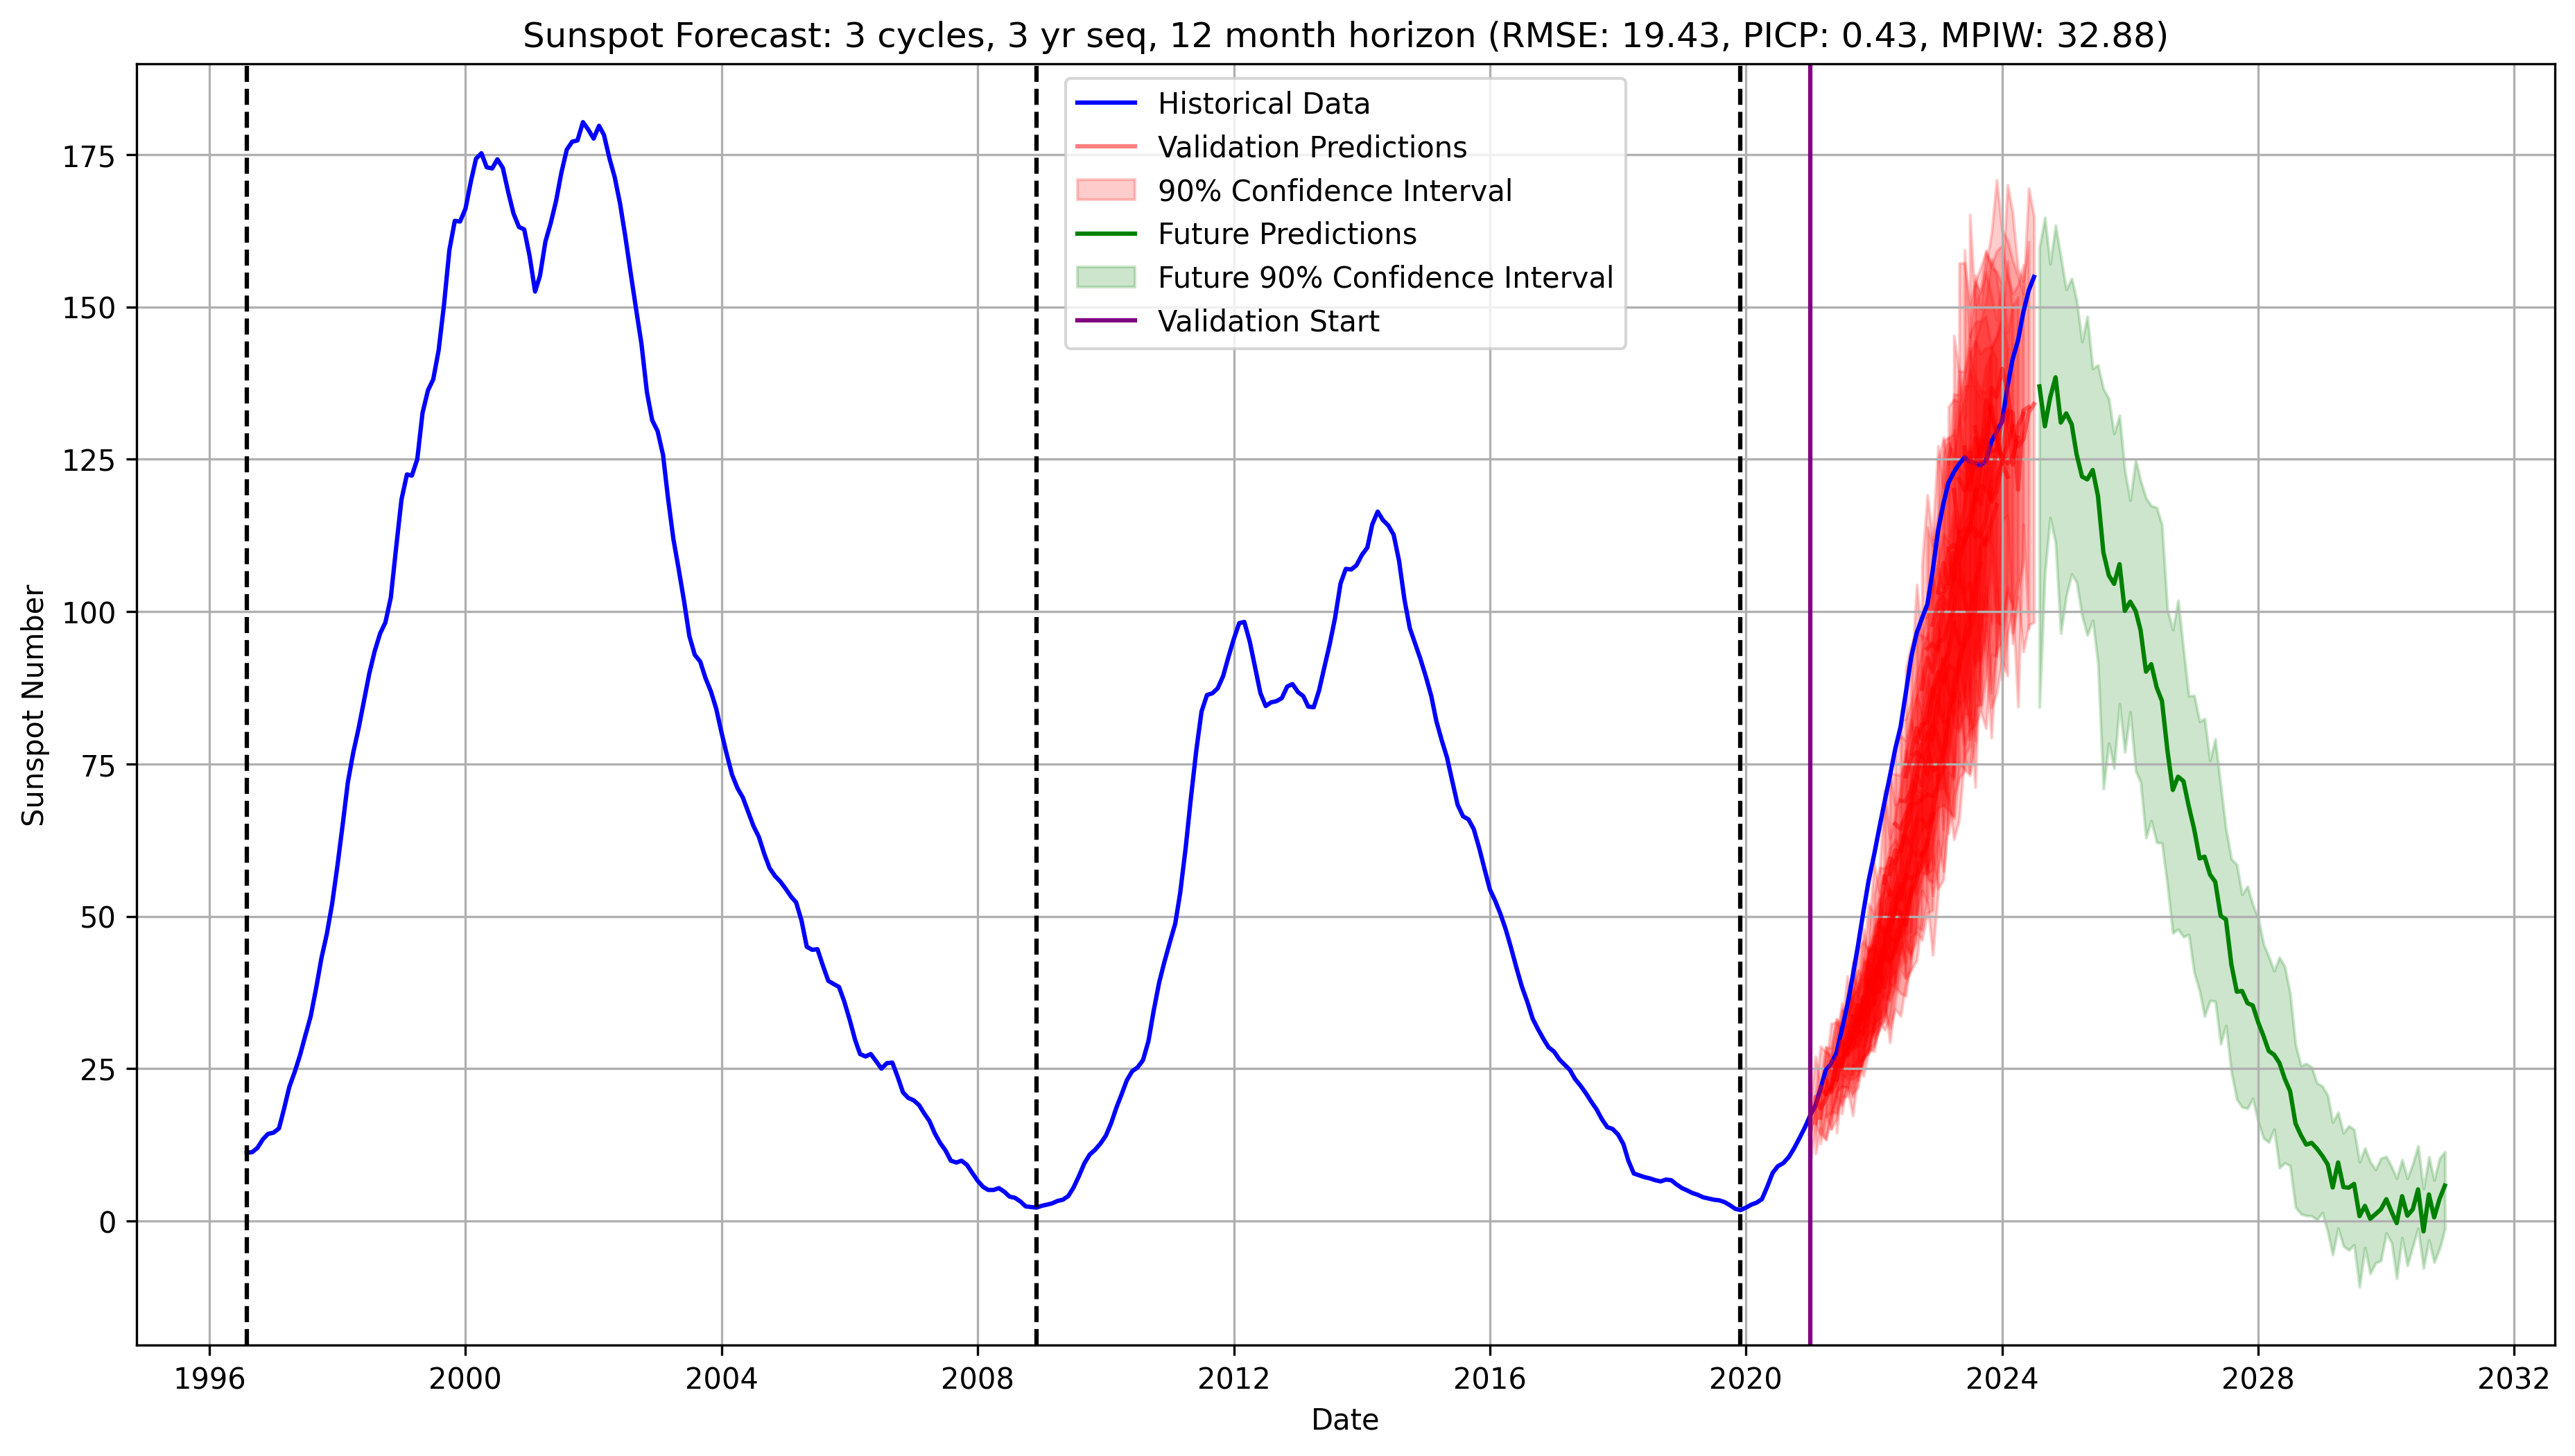 Sunspot Forecast: 3 cycles, 3 yr seq, 12 month horizon (RMSE: 19.43, PICP: 0.43, MPIW: 32.88)
Historical Data
Validation Predictions
90% Confidence Interval
Future Predictions
Future 90% Confidence Interval
Validation Start
175
150
125
100
75
50
25
0
Sunspot Number
1996 2000 2004 2008 2012 2016 2020 2024 2028 2032
Date